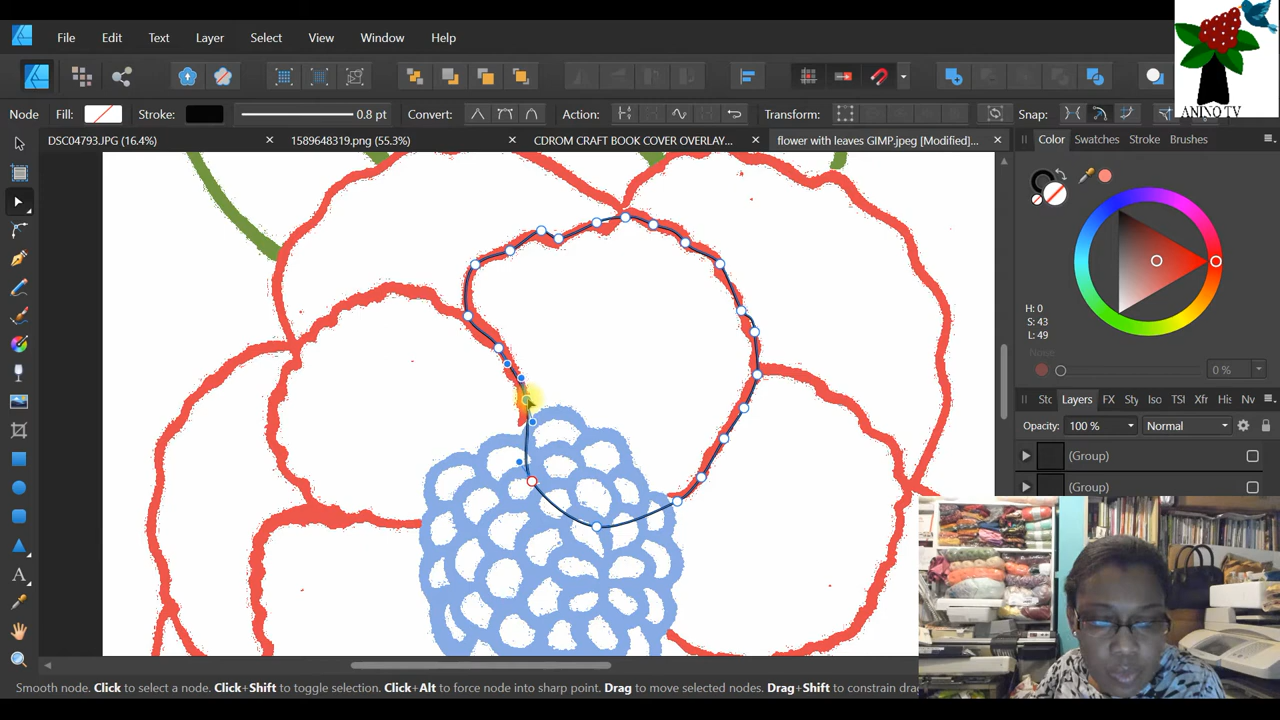 File Edit Text Layer Select View Window Help
ANINO TV
Node Fill: Stroke: 0.8 pt Convert: Action: Transform: Snap:
DSC04793.JPG (16.4%) × 1589648319.png (55.3%) × CDROM CRAFT BOOK COVER OVERLAY... × flower with leaves GIMP.jpeg [Modified]... ×
Color Swatches Stroke Brushes
H: 0
S: 43
L: 49
None
0 %
Stc Layers FX Sty Iso TSI Xfr His Nv
Opacity: 100 % Normal
(Group)
(Group)
Smooth node. Click to select a node. Click+Shift to toggle selection. Click+Alt to force node into sharp point. Drag to move selected nodes. Drag+Shift to constrain drag